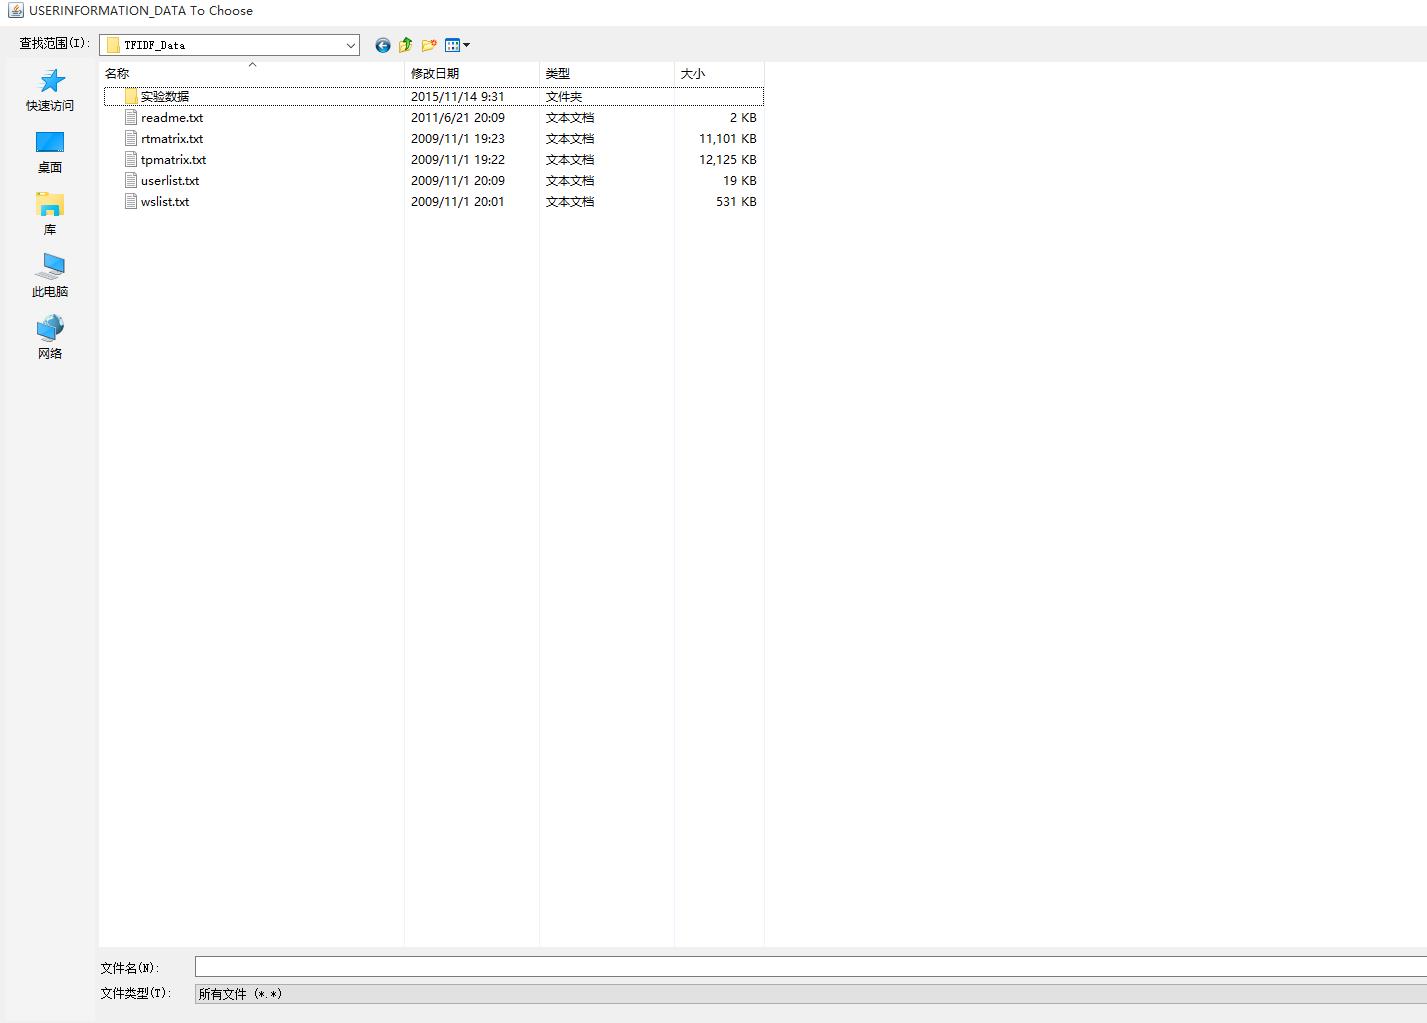 USERINFORMATION_DATA To Choose
查找范围(I): TFIDF_Data
名称 修改日期 类型 大小
实验数据 2015/11/14 9:31 文件夹
readme.txt 2011/6/21 20:09 文本文档 2 KB
rtmatrix.txt 2009/11/1 19:23 文本文档 11,101 KB
tpmatrix.txt 2009/11/1 19:22 文本文档 12,125 KB
userlist.txt 2009/11/1 20:09 文本文档 19 KB
wslist.txt 2009/11/1 20:01 文本文档 531 KB
快速访问
桌面
库
此电脑
网络
文件名(N):
文件类型(T): 所有文件 (*.*)